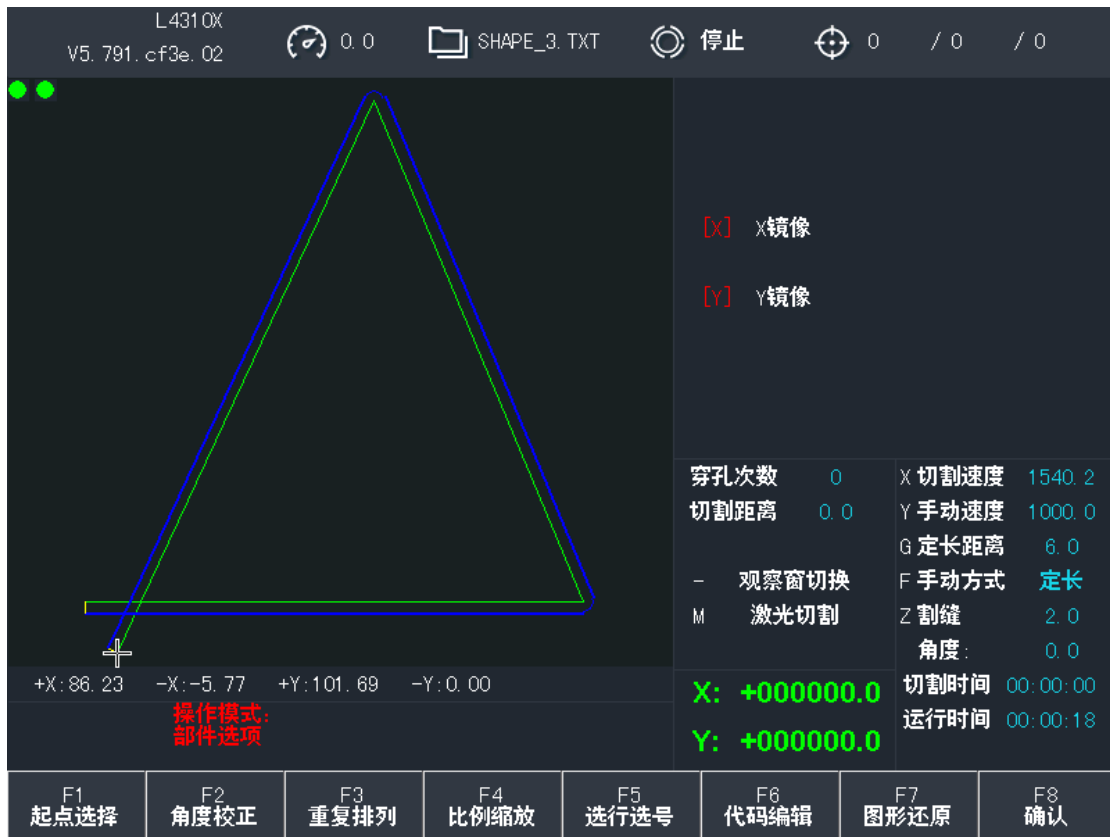 L4310X
V5.791.cf3e.02
0.0
SHAPE_3.TXT
停止
0 / 0 / 0
[X] X镜像
[Y] Y镜像
穿孔次数 0
切割距离 0.0
- 观察窗切换
M 激光切割
X 切割速度 1540.2
Y 手动速度 1000.0
G 定长距离 6.0
F 手动方式 定长
Z 割缝 2.0
角度: 0.0
切割时间 00:00:00
运行时间 00:00:18
+X:86.23 -X:-5.77 +Y:101.69 -Y:0.00
操作模式:
部件选项
X: +000000.0
Y: +000000.0
F1
起点选择
F2
角度校正
F3
重复排列
F4
比例缩放
F5
选行选号
F6
代码编辑
F7
图形还原
F8
确认